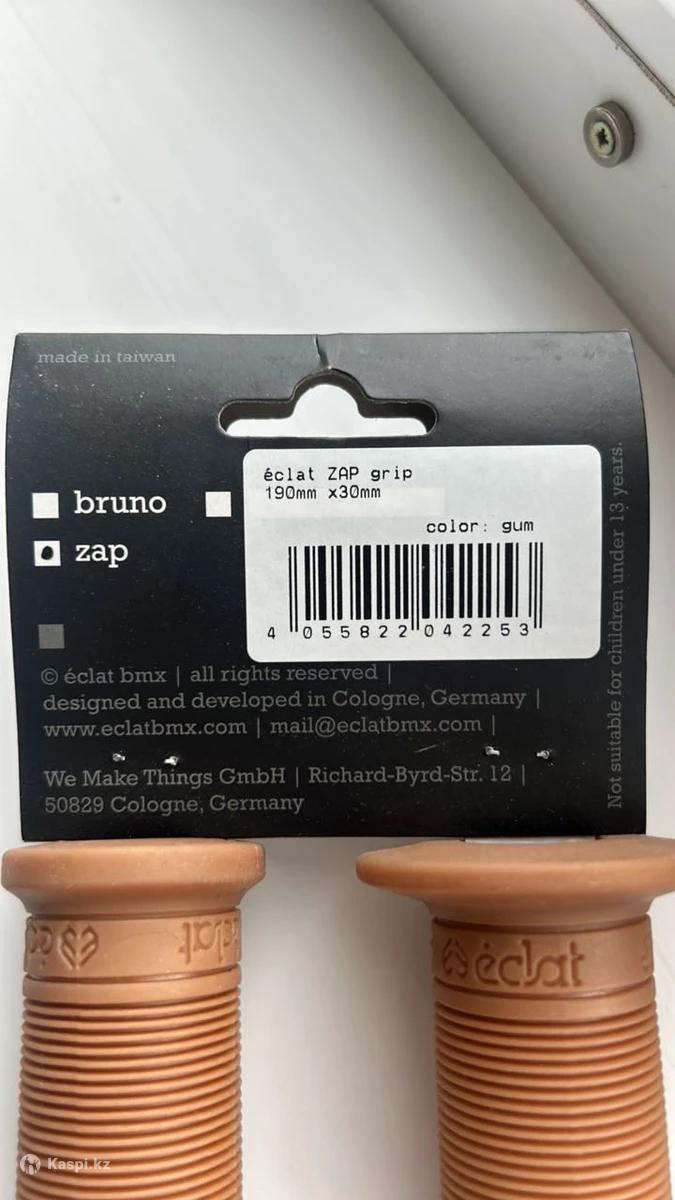 made in taiwan
éclat ZAP grip
190mm x30mm
bruno
color: gum
zap
4 055822 042253
© éclat bmx | all rights reserved |
designed and developed in Cologne, Germany |
www.eclatbmx.com | mail@eclatbmx.com |
We Make Things GmbH | Richard-Byrd-Str. 12 |
50829 Cologne, Germany
Not suitable for children under 13 years.
éclat
éclat
Kaspi.kz